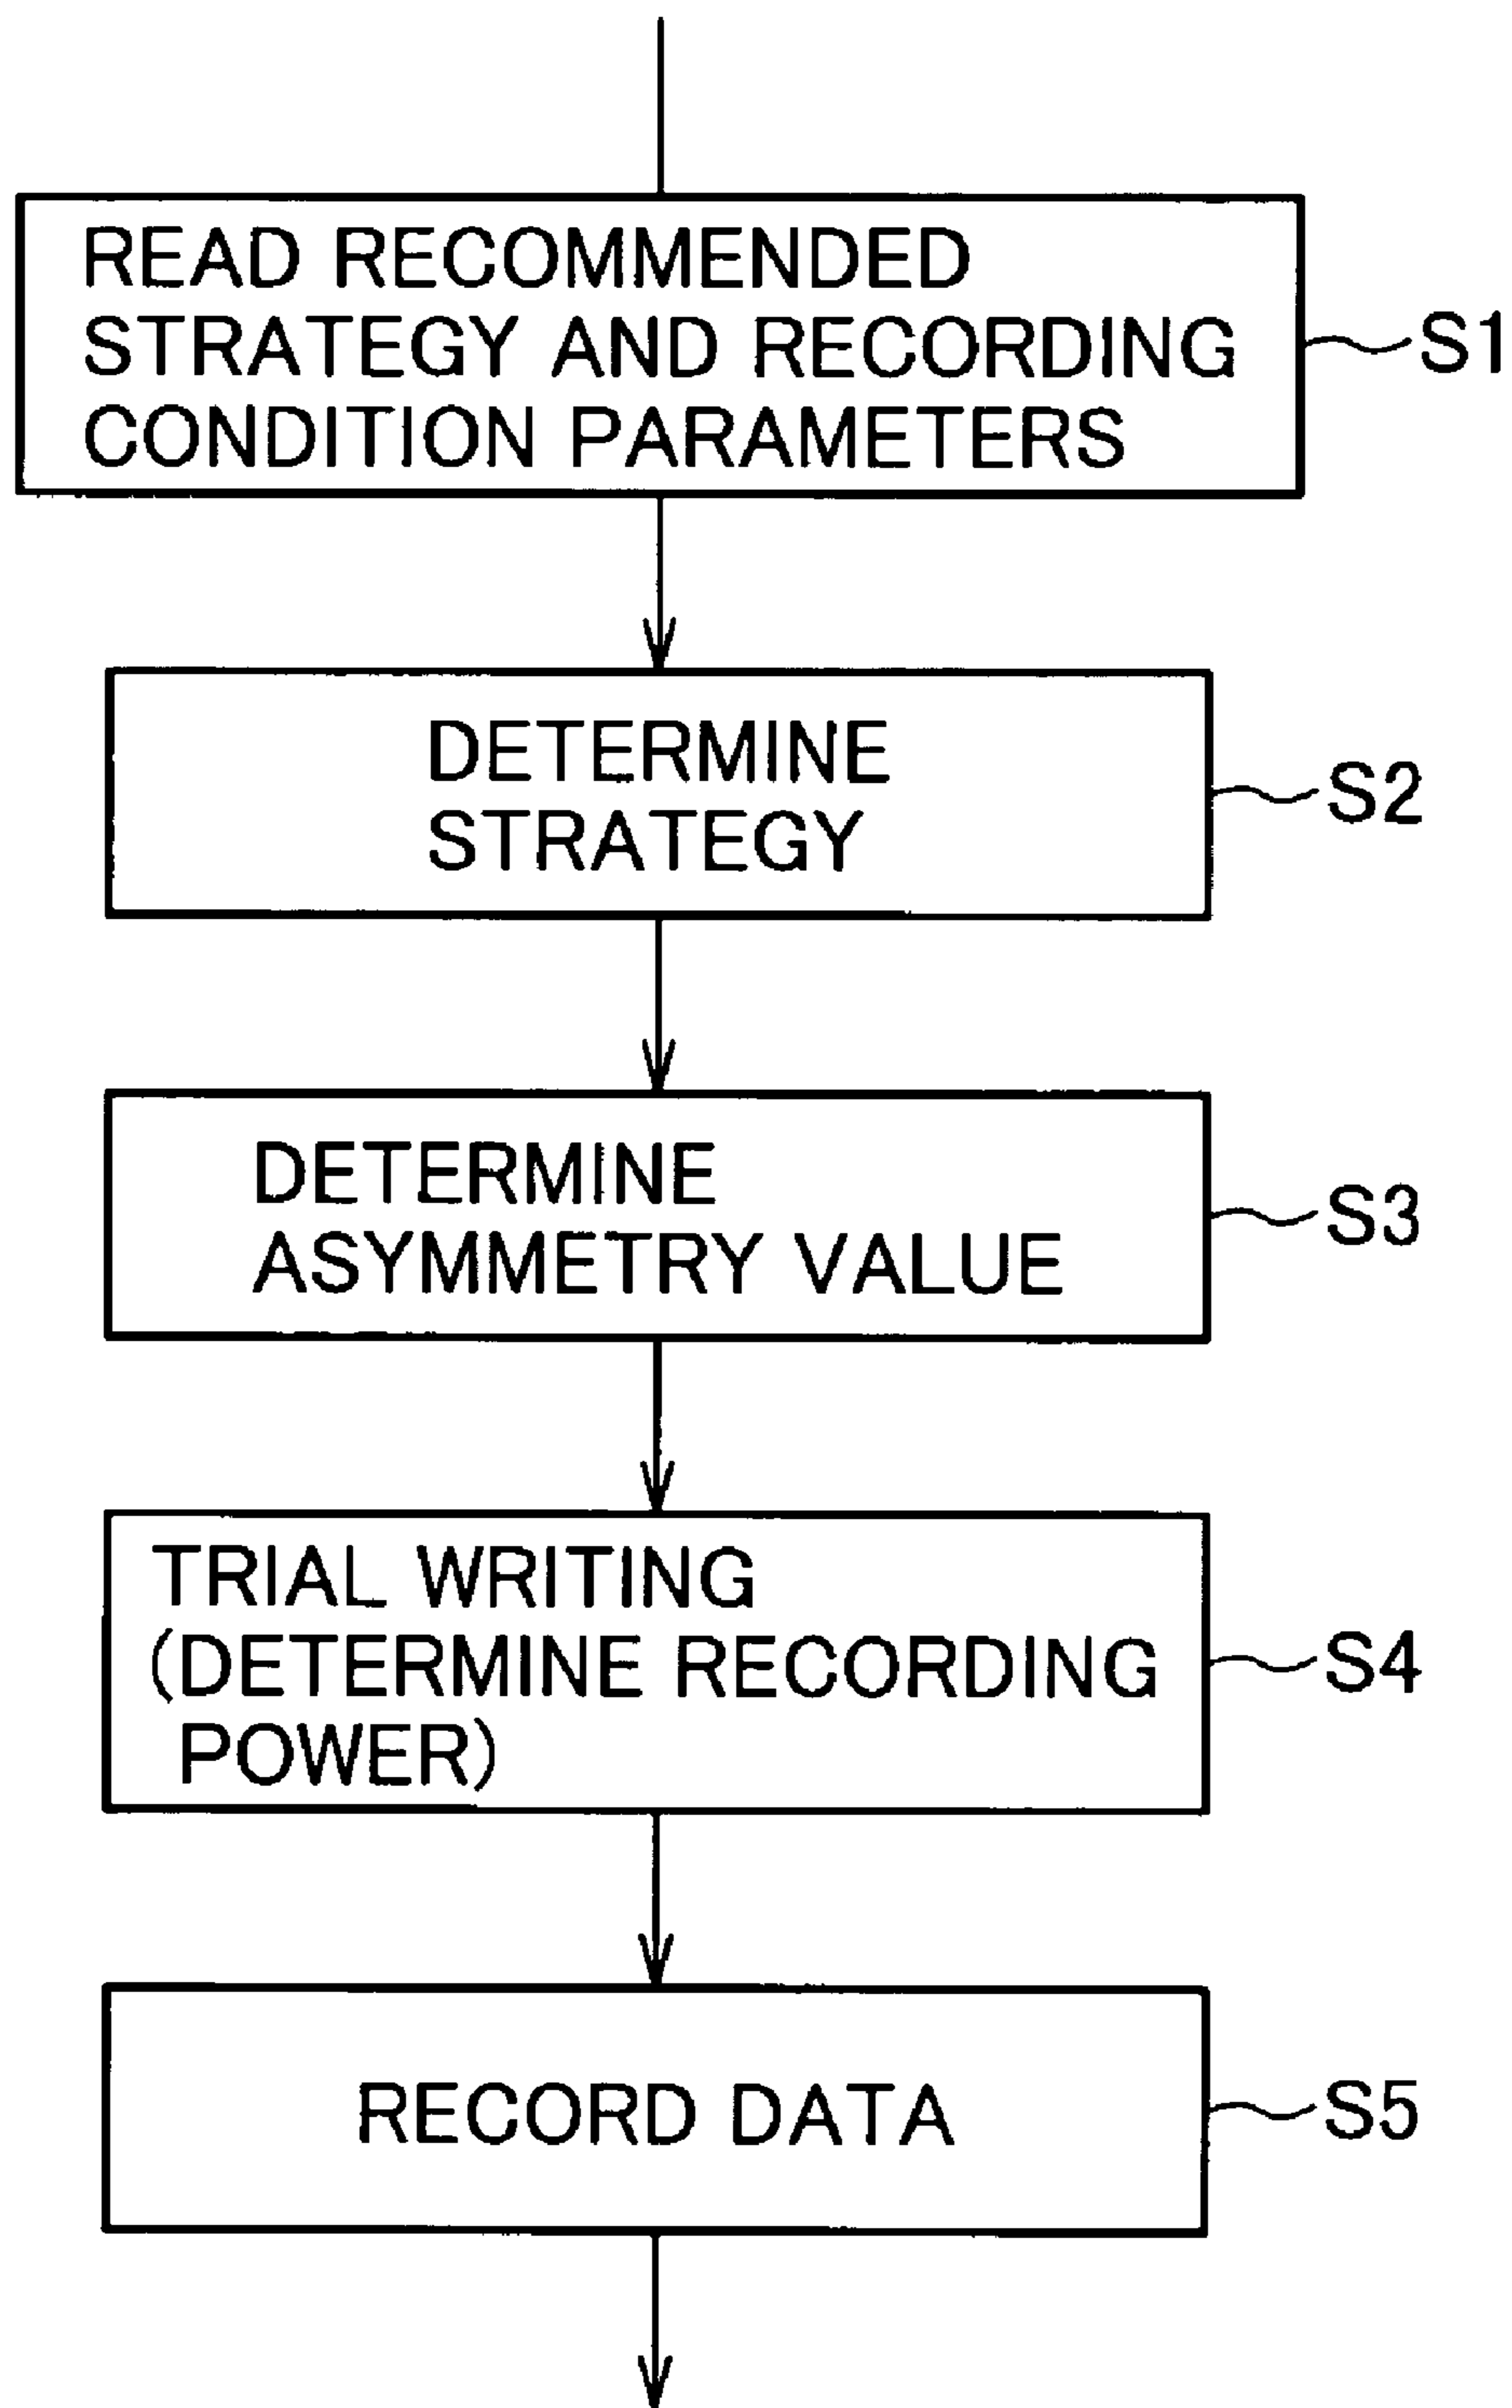 READ RECOMMENDED
STRATEGY AND RECORDING
CONDITION PARAMETERS
S1
DETERMINE
STRATEGY
S2
DETERMINE
ASYMMETRY VALUE
S3
TRIAL WRITING
(DETERMINE RECORDING
POWER)
S4
RECORD DATA
S5